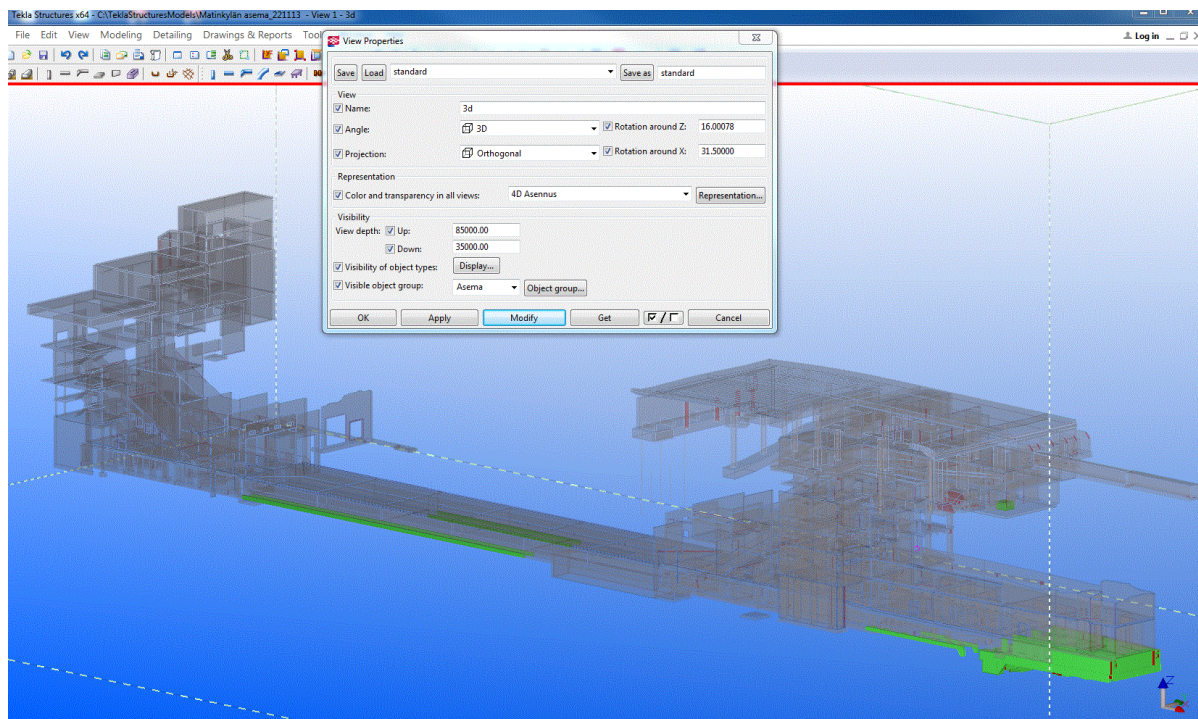 Tekla Structures x64 - C:\TeklaStructuresModels\Matinkylän asema_221113 - View 1 - 3d
File Edit View Modeling Detailing Drawings & Reports
Log in
View Properties
Save Load standard Save as standard
View
Name: 3d
Angle: 3D Rotation around Z: 16.00078
Projection: Orthogonal Rotation around X: 31.50000
Representation
Color and transparency in all views: 4D Asennus Representation...
Visibility
View depth: Up: 85000.00
Down: 35000.00
Visibility of object types: Display...
Visible object group: Asema Object group...
OK Apply Modify Get / Cancel
Z